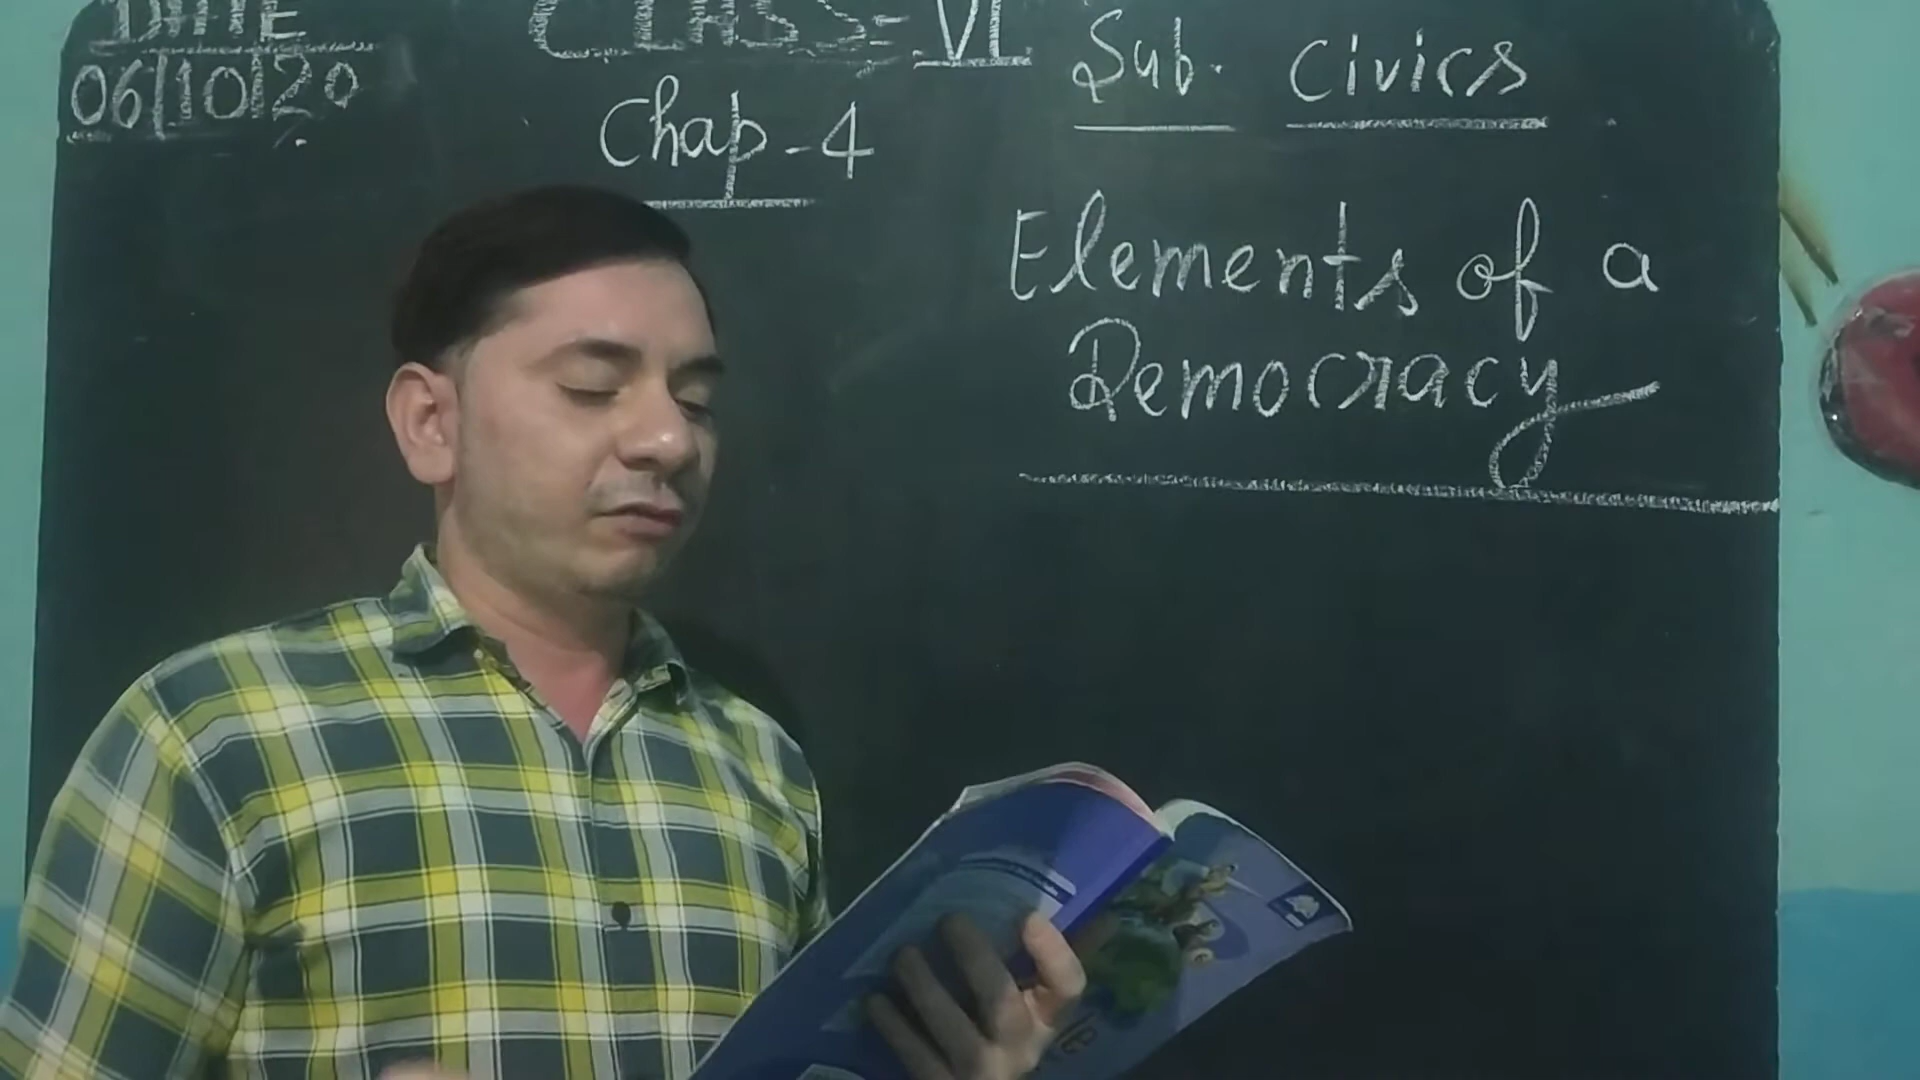 DATE
06/10/20
CLASS- VI
Chap-4
Sub. Civics
Elements of a
Democracy